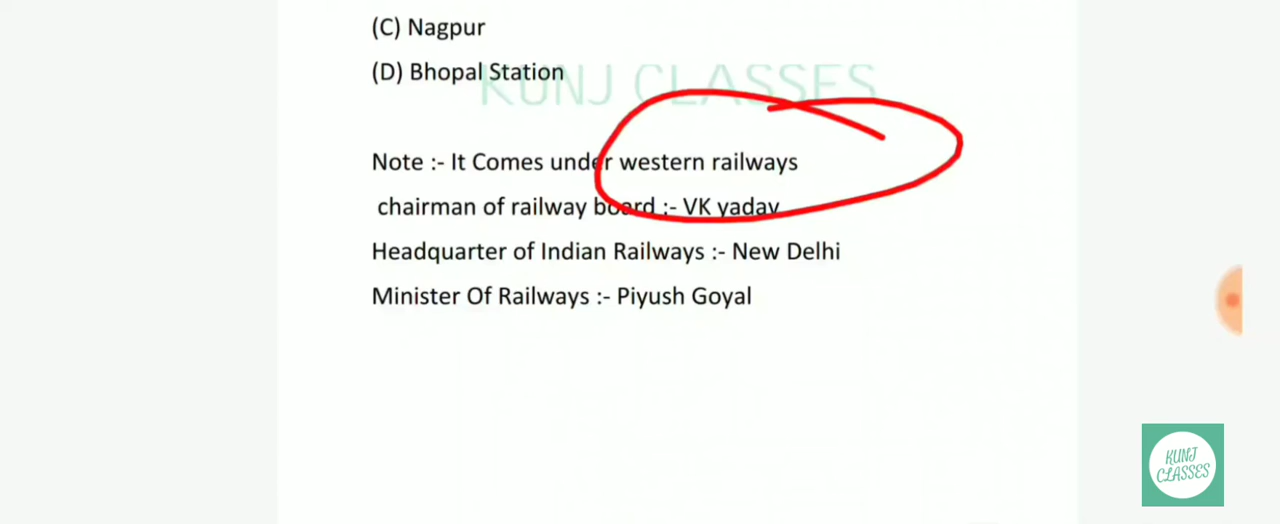 (C) Nagpur
(D) Bhopal Station
KUNJ CLASSES
Note :- It Comes under western railways
chairman of railway board :- VK yadav
Headquarter of Indian Railways :- New Delhi
Minister Of Railways :- Piyush Goyal
KUNJ
CLASSES